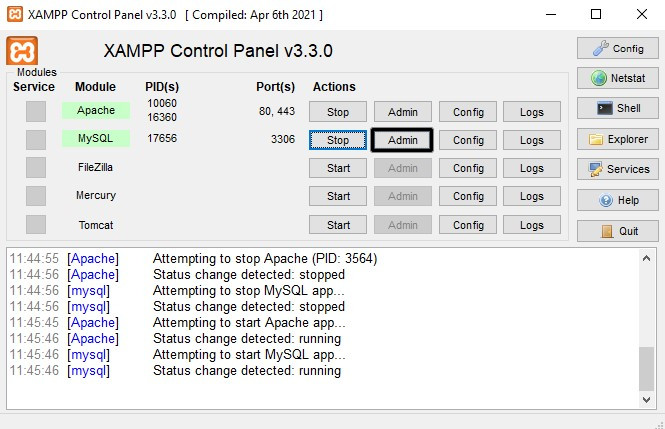 XAMPP Control Panel v3.3.0 [ Compiled: Apr 6th 2021 ]
XAMPP Control Panel v3.3.0
Config
Modules
Service Module PID(s) Port(s) Actions
Netstat
Apache 10060 16360 80, 443 Stop Admin Config Logs
Shell
MySQL 17656 3306 Stop Admin Config Logs
Explorer
FileZilla Start Admin Config Logs
Services
Mercury Start Admin Config Logs
Help
Tomcat Start Admin Config Logs
Quit
11:44:55 [Apache] Attempting to stop Apache (PID: 3564)
11:44:56 [Apache] Status change detected: stopped
11:44:56 [mysql] Attempting to stop MySQL app...
11:44:56 [mysql] Status change detected: stopped
11:45:45 [Apache] Attempting to start Apache app...
11:45:45 [Apache] Status change detected: running
11:45:46 [mysql] Attempting to start MySQL app...
11:45:46 [mysql] Status change detected: running